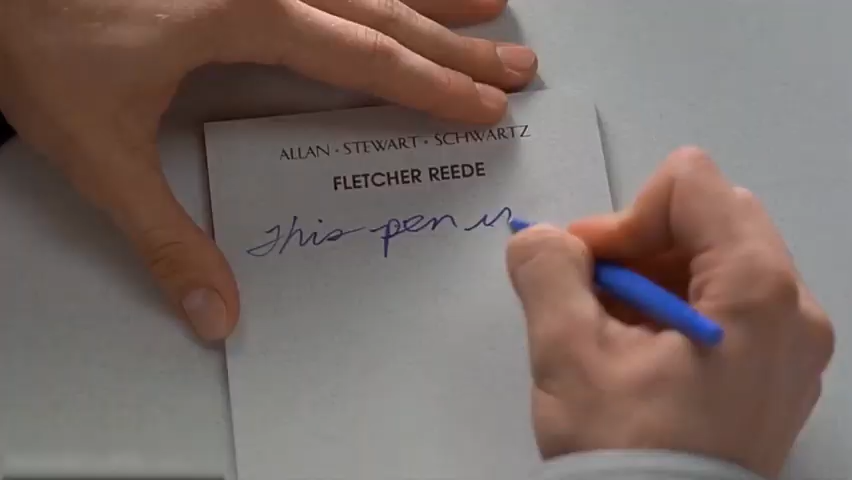 ALLAN · STEWART · SCHWARTZ
FLETCHER REEDE
This pen is